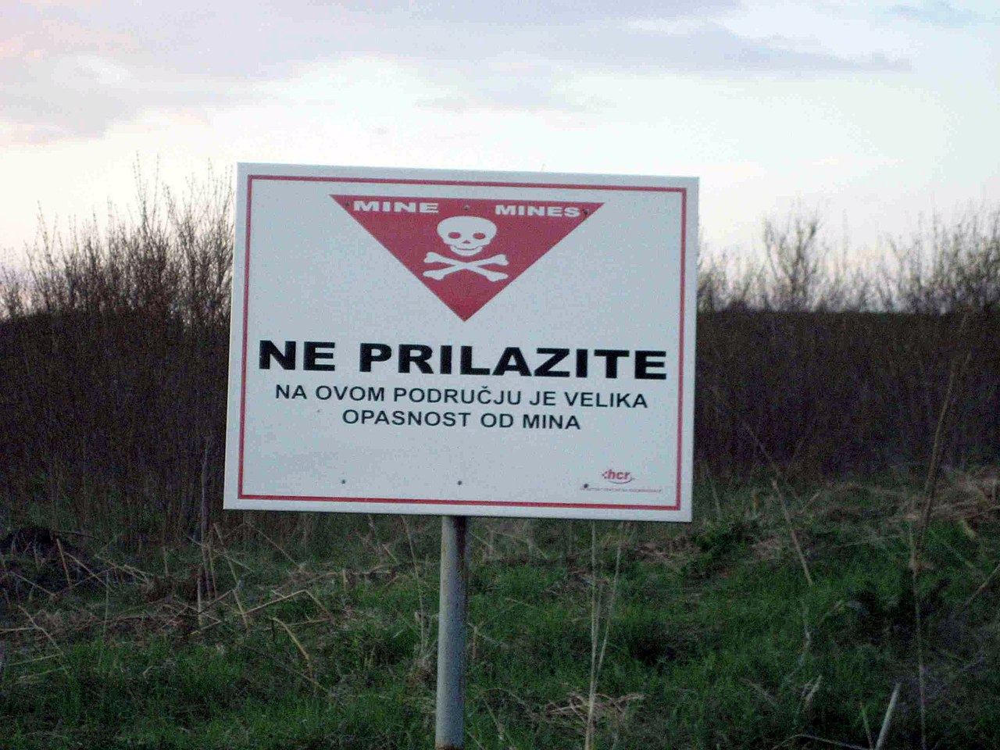 MINE MINES
NE PRILAZITE
NA OVOM PODRUČJU JE VELIKA
OPASNOST OD MINA
hcr